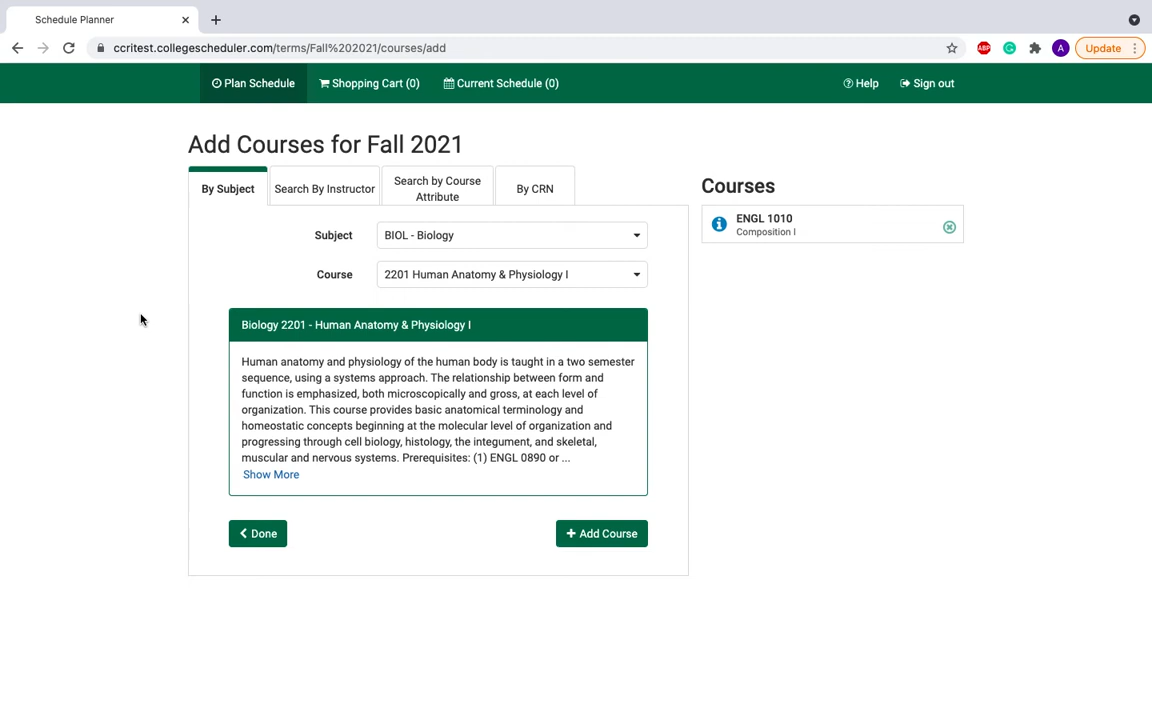 Schedule Planner
ccritest.collegescheduler.com/terms/Fall%202021/courses/add
ABP
A
Update
Plan Schedule
Shopping Cart (0)
Current Schedule (0)
Help
Sign out
Add Courses for Fall 2021
By Subject
Search By Instructor
Search by Course
Attribute
By CRN
Courses
ENGL 1010
Composition I
Subject
BIOL - Biology
Course
2201 Human Anatomy & Physiology I
Biology 2201 - Human Anatomy & Physiology I
Human anatomy and physiology of the human body is taught in a two semester
sequence, using a systems approach. The relationship between form and
function is emphasized, both microscopically and gross, at each level of
organization. This course provides basic anatomical terminology and
homeostatic concepts beginning at the molecular level of organization and
progressing through cell biology, histology, the integument, and skeletal,
muscular and nervous systems. Prerequisites: (1) ENGL 0890 or ...
Show More
Done
+ Add Course